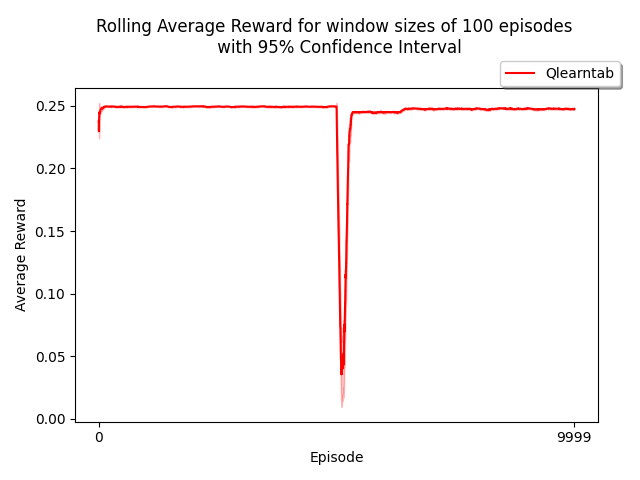 Rolling Average Reward for window sizes of 100 episodes
with 95% Confidence Interval
Qlearntab
0.25
0.20
0.15
0.10
0.05
0.00
Average Reward
0
9999
Episode